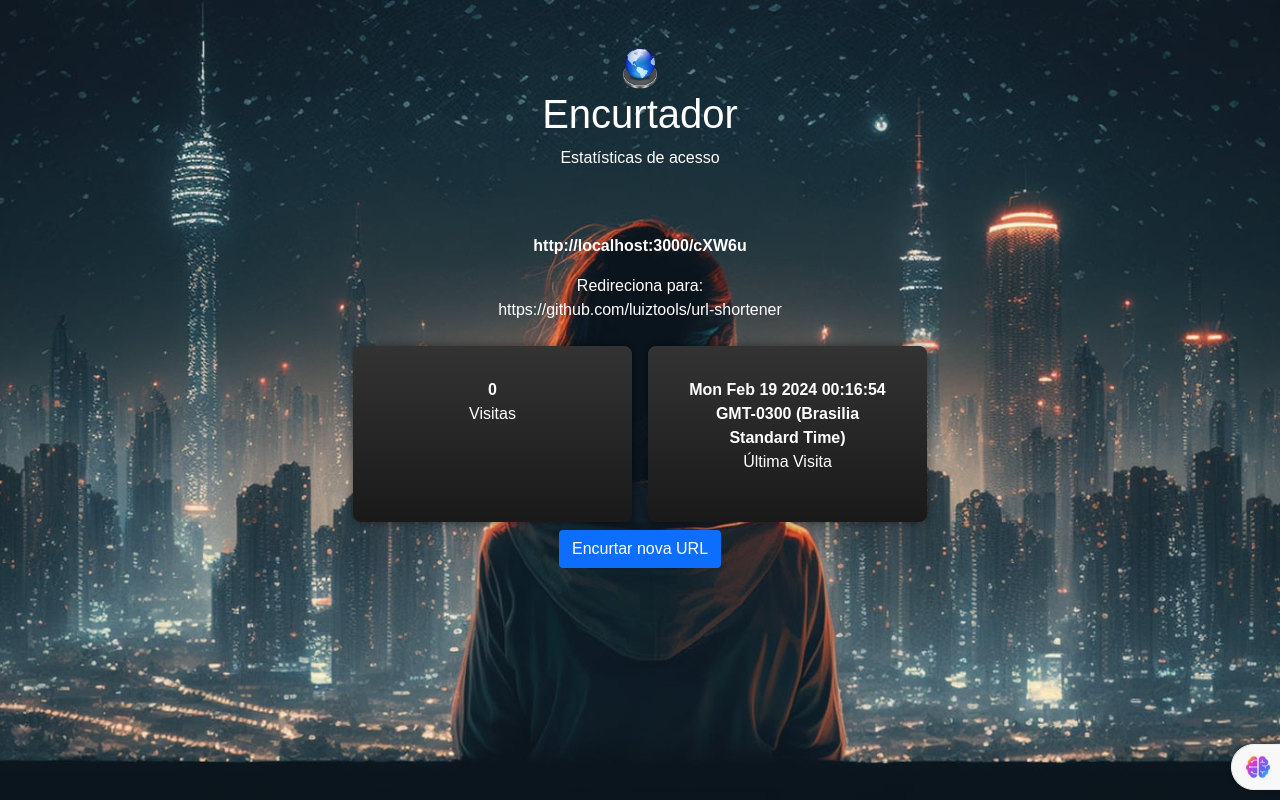 Encurtador
Estatísticas de acesso
http://localhost:3000/cXW6u
Redireciona para:
https://github.com/luiztools/url-shortener
0
Visitas
Mon Feb 19 2024 00:16:54
GMT-0300 (Brasilia
Standard Time)
Última Visita
Encurtar nova URL